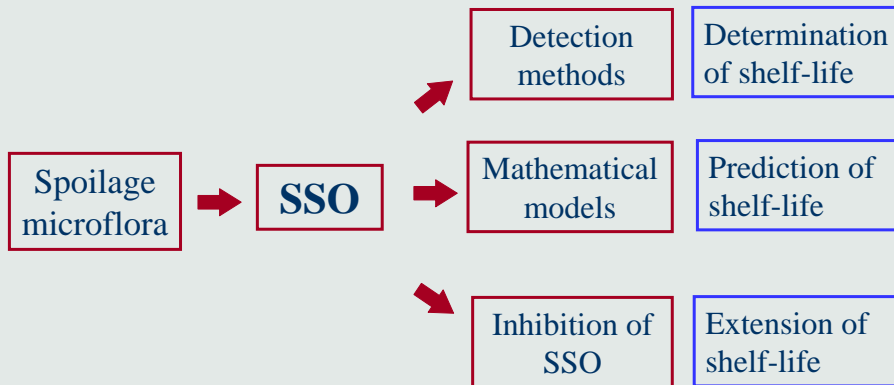 Spoilage
microflora
SSO
Detection
methods
Determination
of shelf-life
Mathematical
models
Prediction of
shelf-life
Inhibition of
SSO
Extension of
shelf-life